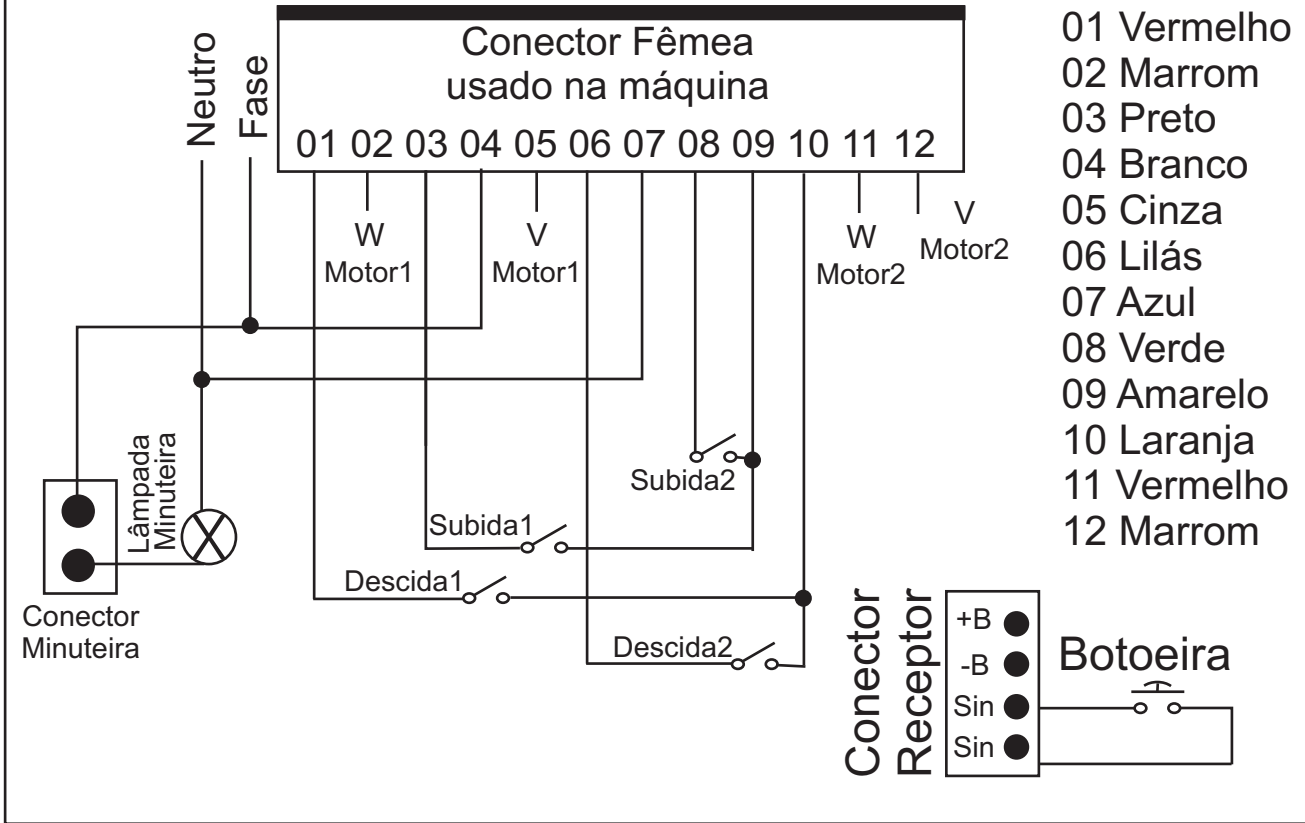 Neutro
Fase
Conector Fêmea
usado na máquina
01 02 03 04 05 06 07 08 09 10 11 12
W
Motor1
V
Motor1
W
Motor2
V
Motor2
01 Vermelho
02 Marrom
03 Preto
04 Branco
05 Cinza
06 Lilás
07 Azul
08 Verde
09 Amarelo
10 Laranja
11 Vermelho
12 Marrom
Lâmpada
Minuteira
Conector
Minuteira
Subida2
Subida1
Descida1
Descida2
Conector
Receptor
+B
-B
Sin
Sin
Botoeira